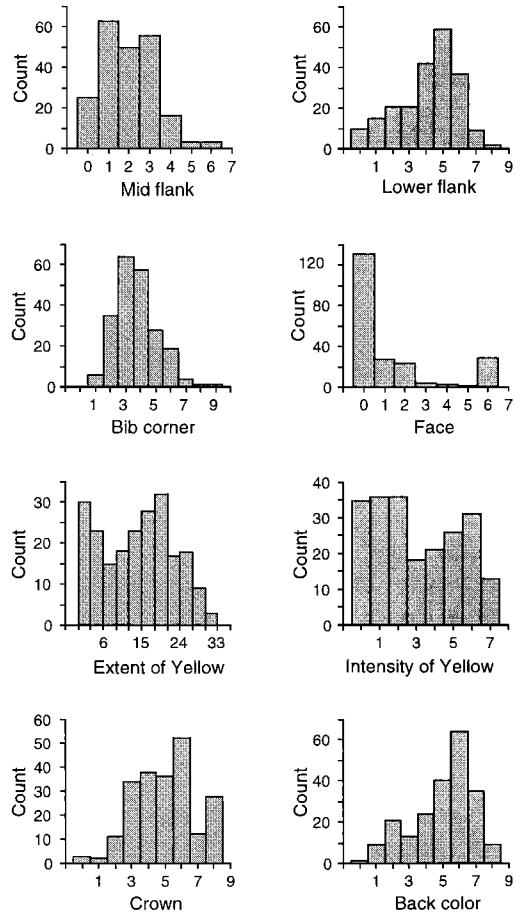 60
40
20
0
Count
0 1 2 3 4 5 6 7
Mid flank
60
40
20
0
Count
1 3 5 7 9
Lower flank
60
40
20
0
Count
1 3 5 7 9
Bib corner
120
80
40
0
Count
0 1 2 3 4 5 6 7
Face
30
20
10
0
Count
6 15 24 33
Extent of Yellow
40
30
20
10
0
Count
1 3 5 7
Intensity of Yellow
60
50
40
30
20
10
0
Count
1 3 5 7 9
Crown
60
40
20
0
Count
1 3 5 7 9
Back color